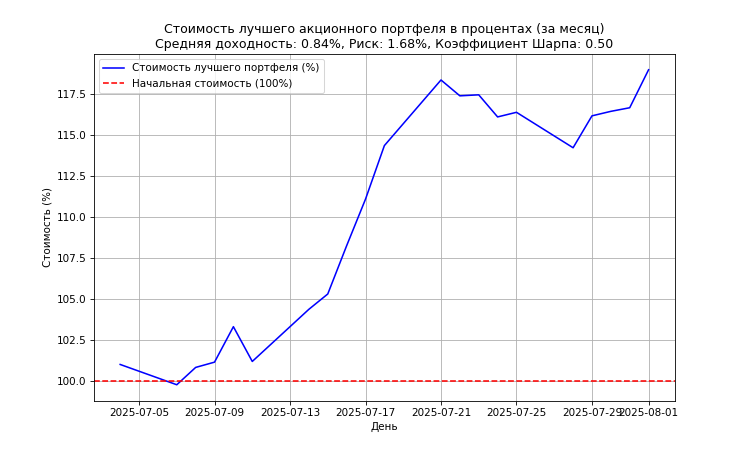 Стоимость лучшего акционного портфеля в процентах (за месяц)
Средняя доходность: 0.84%, Риск: 1.68%, Коэффициент Шарпа: 0.50
Стоимость лучшего портфеля (%)
Начальная стоимость (100%)
Стоимость (%)
117.5
115.0
112.5
110.0
107.5
105.0
102.5
100.0
2025-07-05 2025-07-09 2025-07-13 2025-07-17 2025-07-21 2025-07-25 2025-07-29 2025-08-01
День